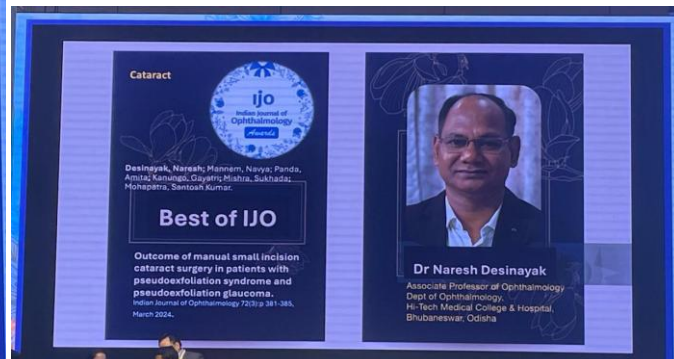 Cataract
IJO
Indian Journal of
Ophthalmology
Awards
Desinayak, Naresh; Mannem, Navya; Panda,
Amita; Kanungo, Gayatri; Mishra, Sukhada;
Mohapatra, Santosh Kumar.
Best of IJO
Outcome of manual small incision
cataract surgery in patients with
pseudoexfoliation syndrome and
pseudoexfoliation glaucoma.
Indian Journal of Ophthalmology 72(3):p 381-385,
March 2024.
Dr Naresh Desinayak
Associate Professor of Ophthalmology
Dept of Ophthalmology,
Hi-Tech Medical College & Hospital,
Bhubaneswar, Odisha